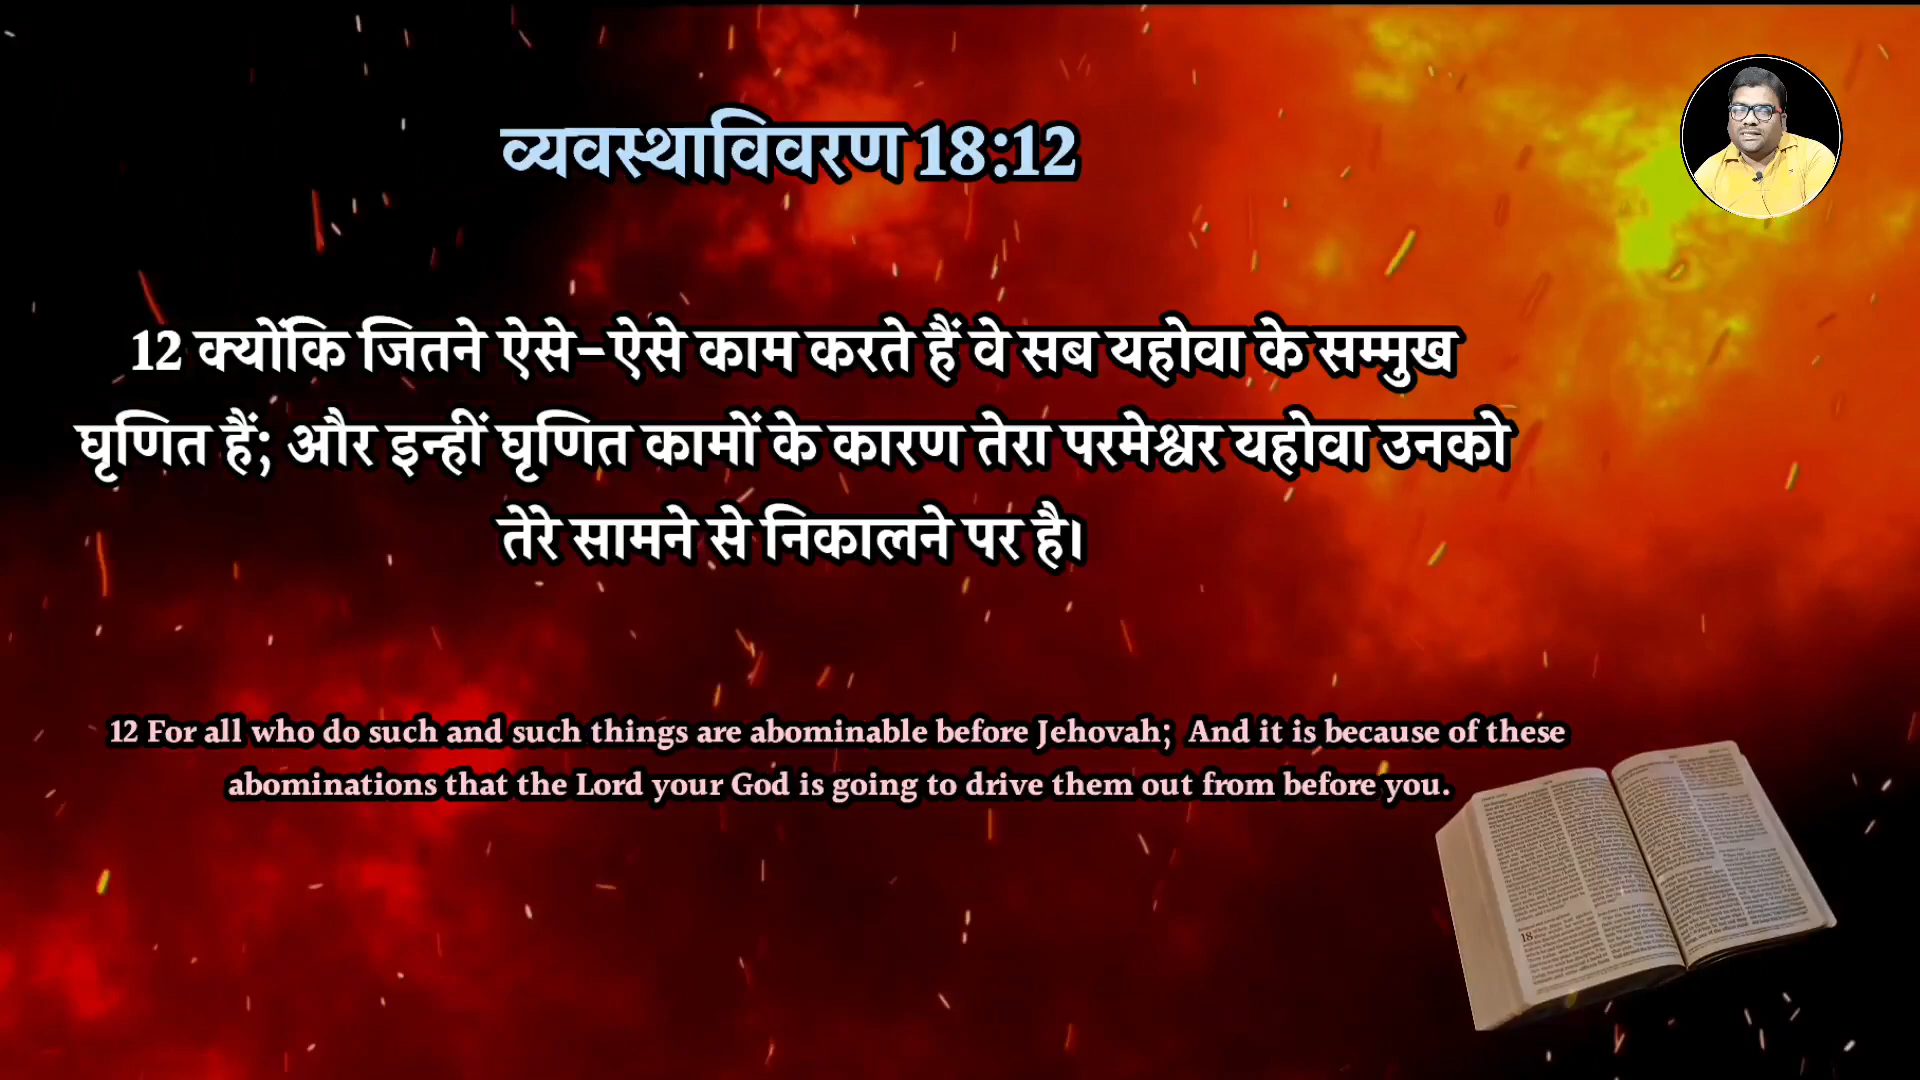 व्यवस्थाविवरण 18:12
12 क्योंकि जितने ऐसे-ऐसे काम करते हैं वे सब यहोवा के सम्मुख
घृणित हैं; और इन्हीं घृणित कामों के कारण तेरा परमेश्वर यहोवा उनको
तेरे सामने से निकालने पर है।
12 For all who do such and such things are abominable before Jehovah;  And it is because of these
abominations that the Lord your God is going to drive them out from before you.
18